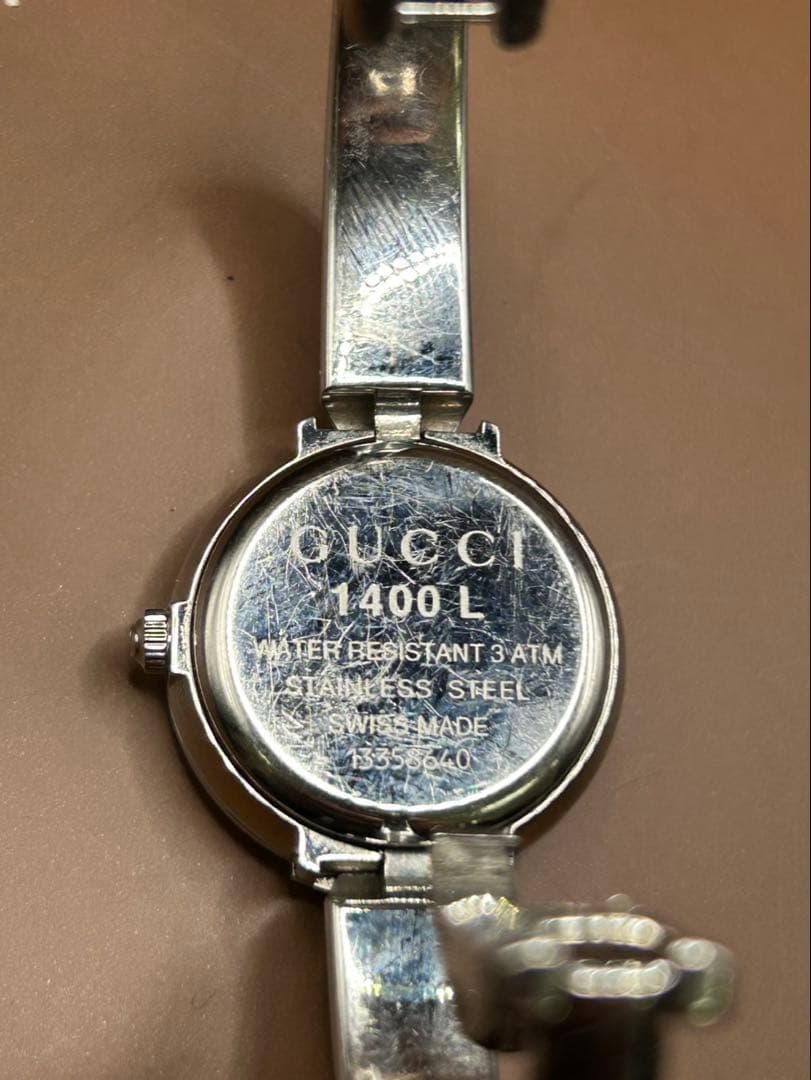 GUCCI
1400 L
WATER RESISTANT 3 ATM
STAINLESS STEEL
SWISS MADE
13358640